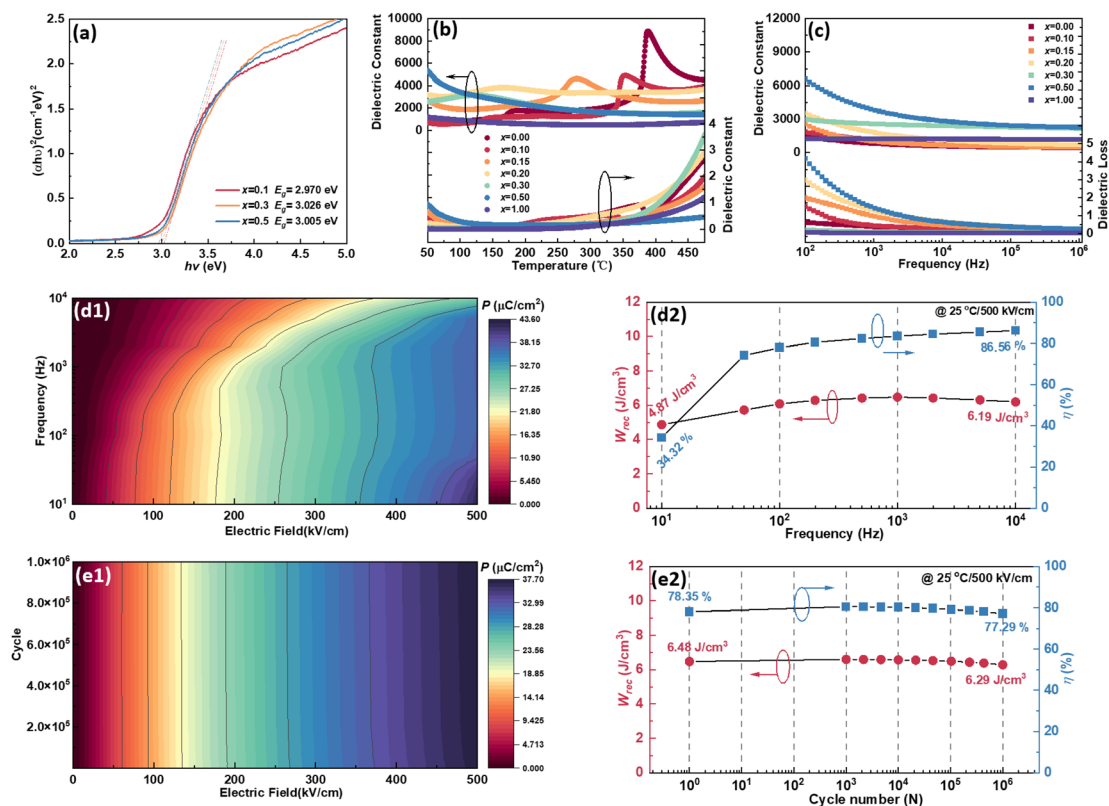 (a)
(αhυ)²(cm⁻¹eV)²
2.5
2.0
1.5
1.0
0.5
0.0
x=0.1 Eg= 2.970 eV
x=0.3 Eg= 3.026 eV
x=0.5 Eg= 3.005 eV
2.0 2.5 3.0 3.5 4.0 4.5 5.0
hv (eV)
(b)
Dielectric Constant
10000
8000
6000
4000
2000
0
4
3
2
1
0
Dielectric Constant
x=0.00
x=0.10
x=0.15
x=0.20
x=0.30
x=0.50
x=1.00
50 100 150 200 250 300 350 400 450
Temperature (℃)
(c)
Dielectric Constant
12000
9000
6000
3000
0
x=0.00
x=0.10
x=0.15
x=0.20
x=0.30
x=0.50
x=1.00
5
4
3
2
1
0
Dielectric Loss
10² 10³ 10⁴ 10⁵ 10⁶
Frequency (Hz)
(d1)
Frequency (Hz)
10⁴
10³
10²
10¹
0 100 200 300 400 500
Electric Field(kV/cm)
P (μC/cm²)
43.60
38.15
32.70
27.25
21.80
16.35
10.90
5.450
0.000
(d2)
@ 25 °C/500 kV/cm
Wrec (J/cm³)
12
10
8
6
4
2
0
4.87 J/cm³
34.32 %
86.56 %
6.19 J/cm³
100
80
60
40
20
0
η (%)
10¹ 10² 10³ 10⁴
Frequency (Hz)
(e1)
Cycle
1.0×10⁶
8.0×10⁵
6.0×10⁵
4.0×10⁵
2.0×10⁵
0 100 200 300 400 500
Electric Field(kV/cm)
P (μC/cm²)
37.70
32.99
28.28
23.56
18.85
14.14
9.425
4.713
0.000
(e2)
@ 25 °C/500 kV/cm
Wrec (J/cm³)
12
10
8
6
4
2
0
78.35 %
77.29 %
6.48 J/cm³
6.29 J/cm³
100
80
60
40
20
0
η (%)
10⁰ 10¹ 10² 10³ 10⁴ 10⁵ 10⁶
Cycle number (N)